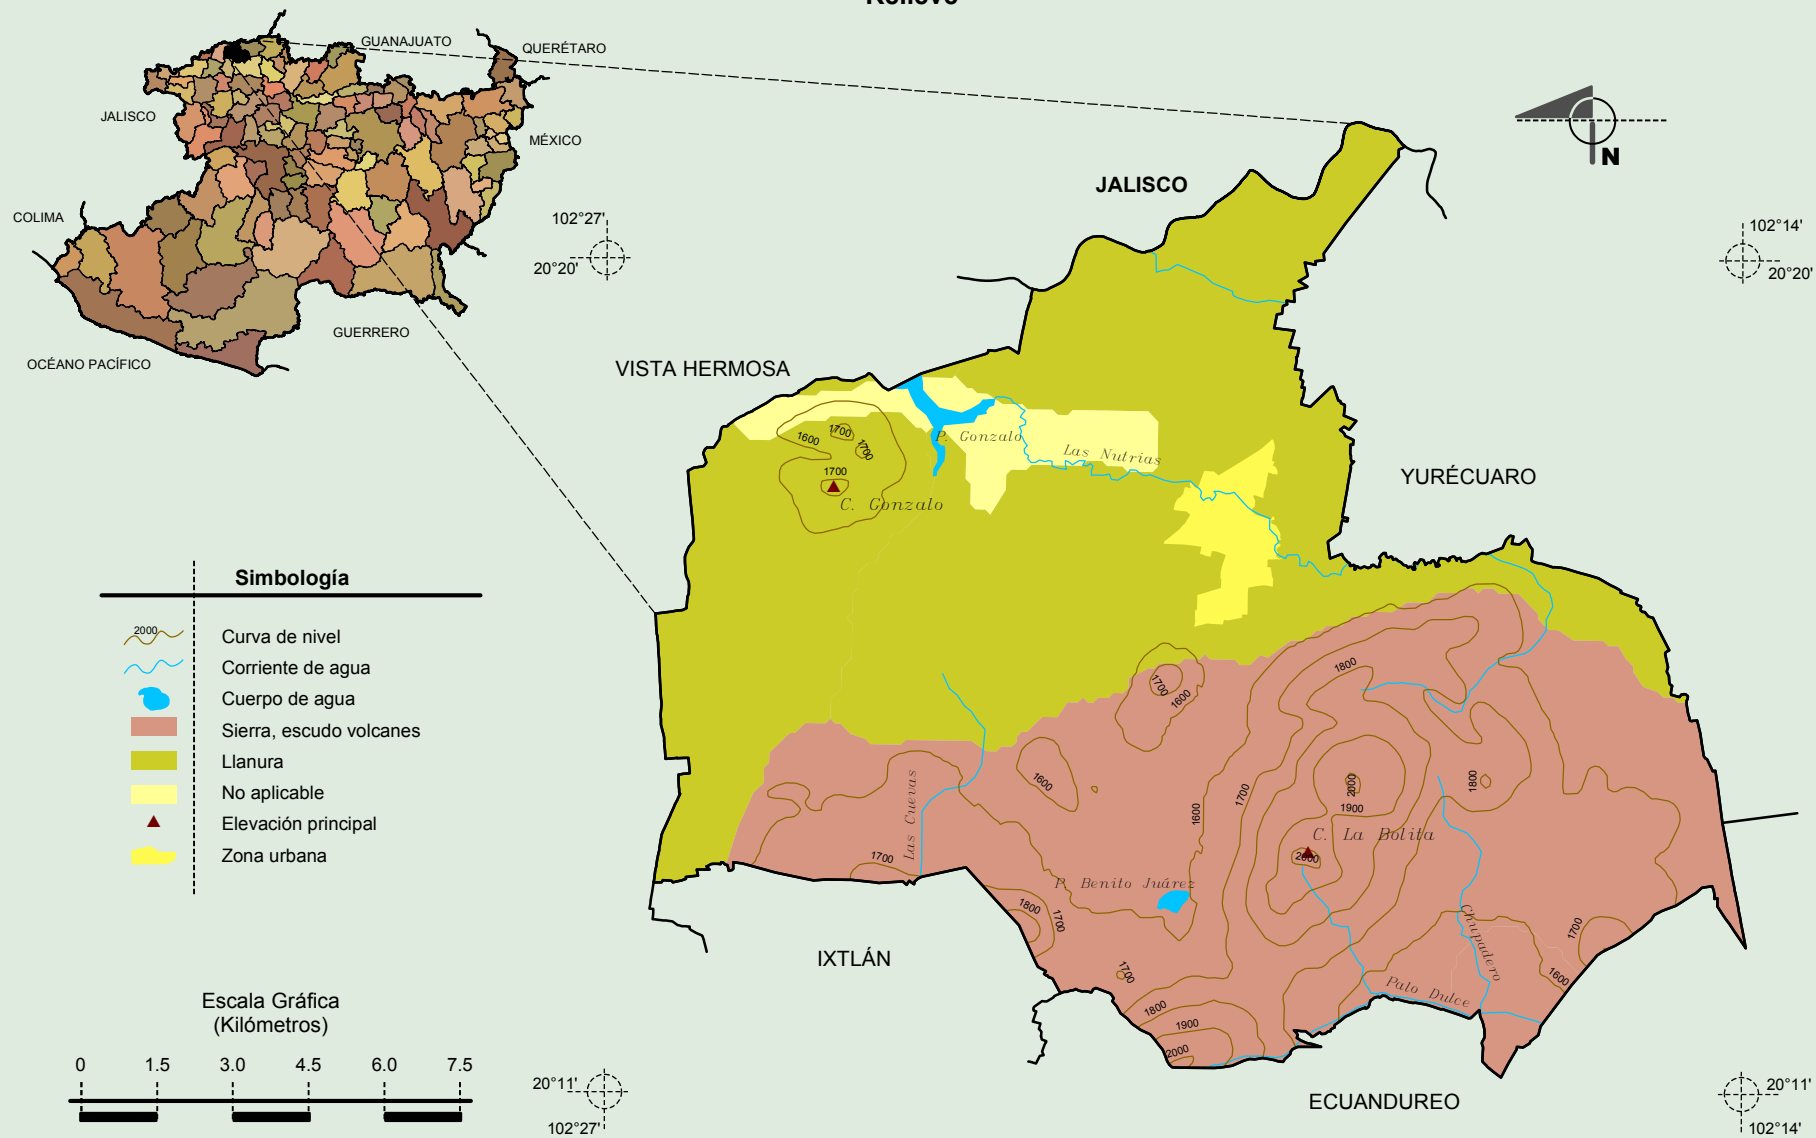 Relieve
GUANAJUATO
QUERÉTARO
JALISCO
MÉXICO
COLIMA
GUERRERO
OCÉANO PACÍFICO
102°27'
20°20'
102°14'
20°20'
N
JALISCO
VISTA HERMOSA
YURÉCUARO
IXTLÁN
ECUANDUREO
1600
1700
1700
1700
C. Gonzalo
P. Gonzalo
Las Nutrias
1700
1600
1800
1600
1700
1600
2000
1900
1800
C. La Bolita
2000
Las Cuevas
1700
P. Benito Juárez
1800
1700
1700
1800
1900
2000
Chupadero
Palo Dulce
1700
1600
Simbología
2000
Curva de nivel
Corriente de agua
Cuerpo de agua
Sierra, escudo volcanes
Llanura
No aplicable
Elevación principal
Zona urbana
Escala Gráfica
(Kilómetros)
0 1.5 3.0 4.5 6.0 7.5
20°11'
102°27'
20°11'
102°14'